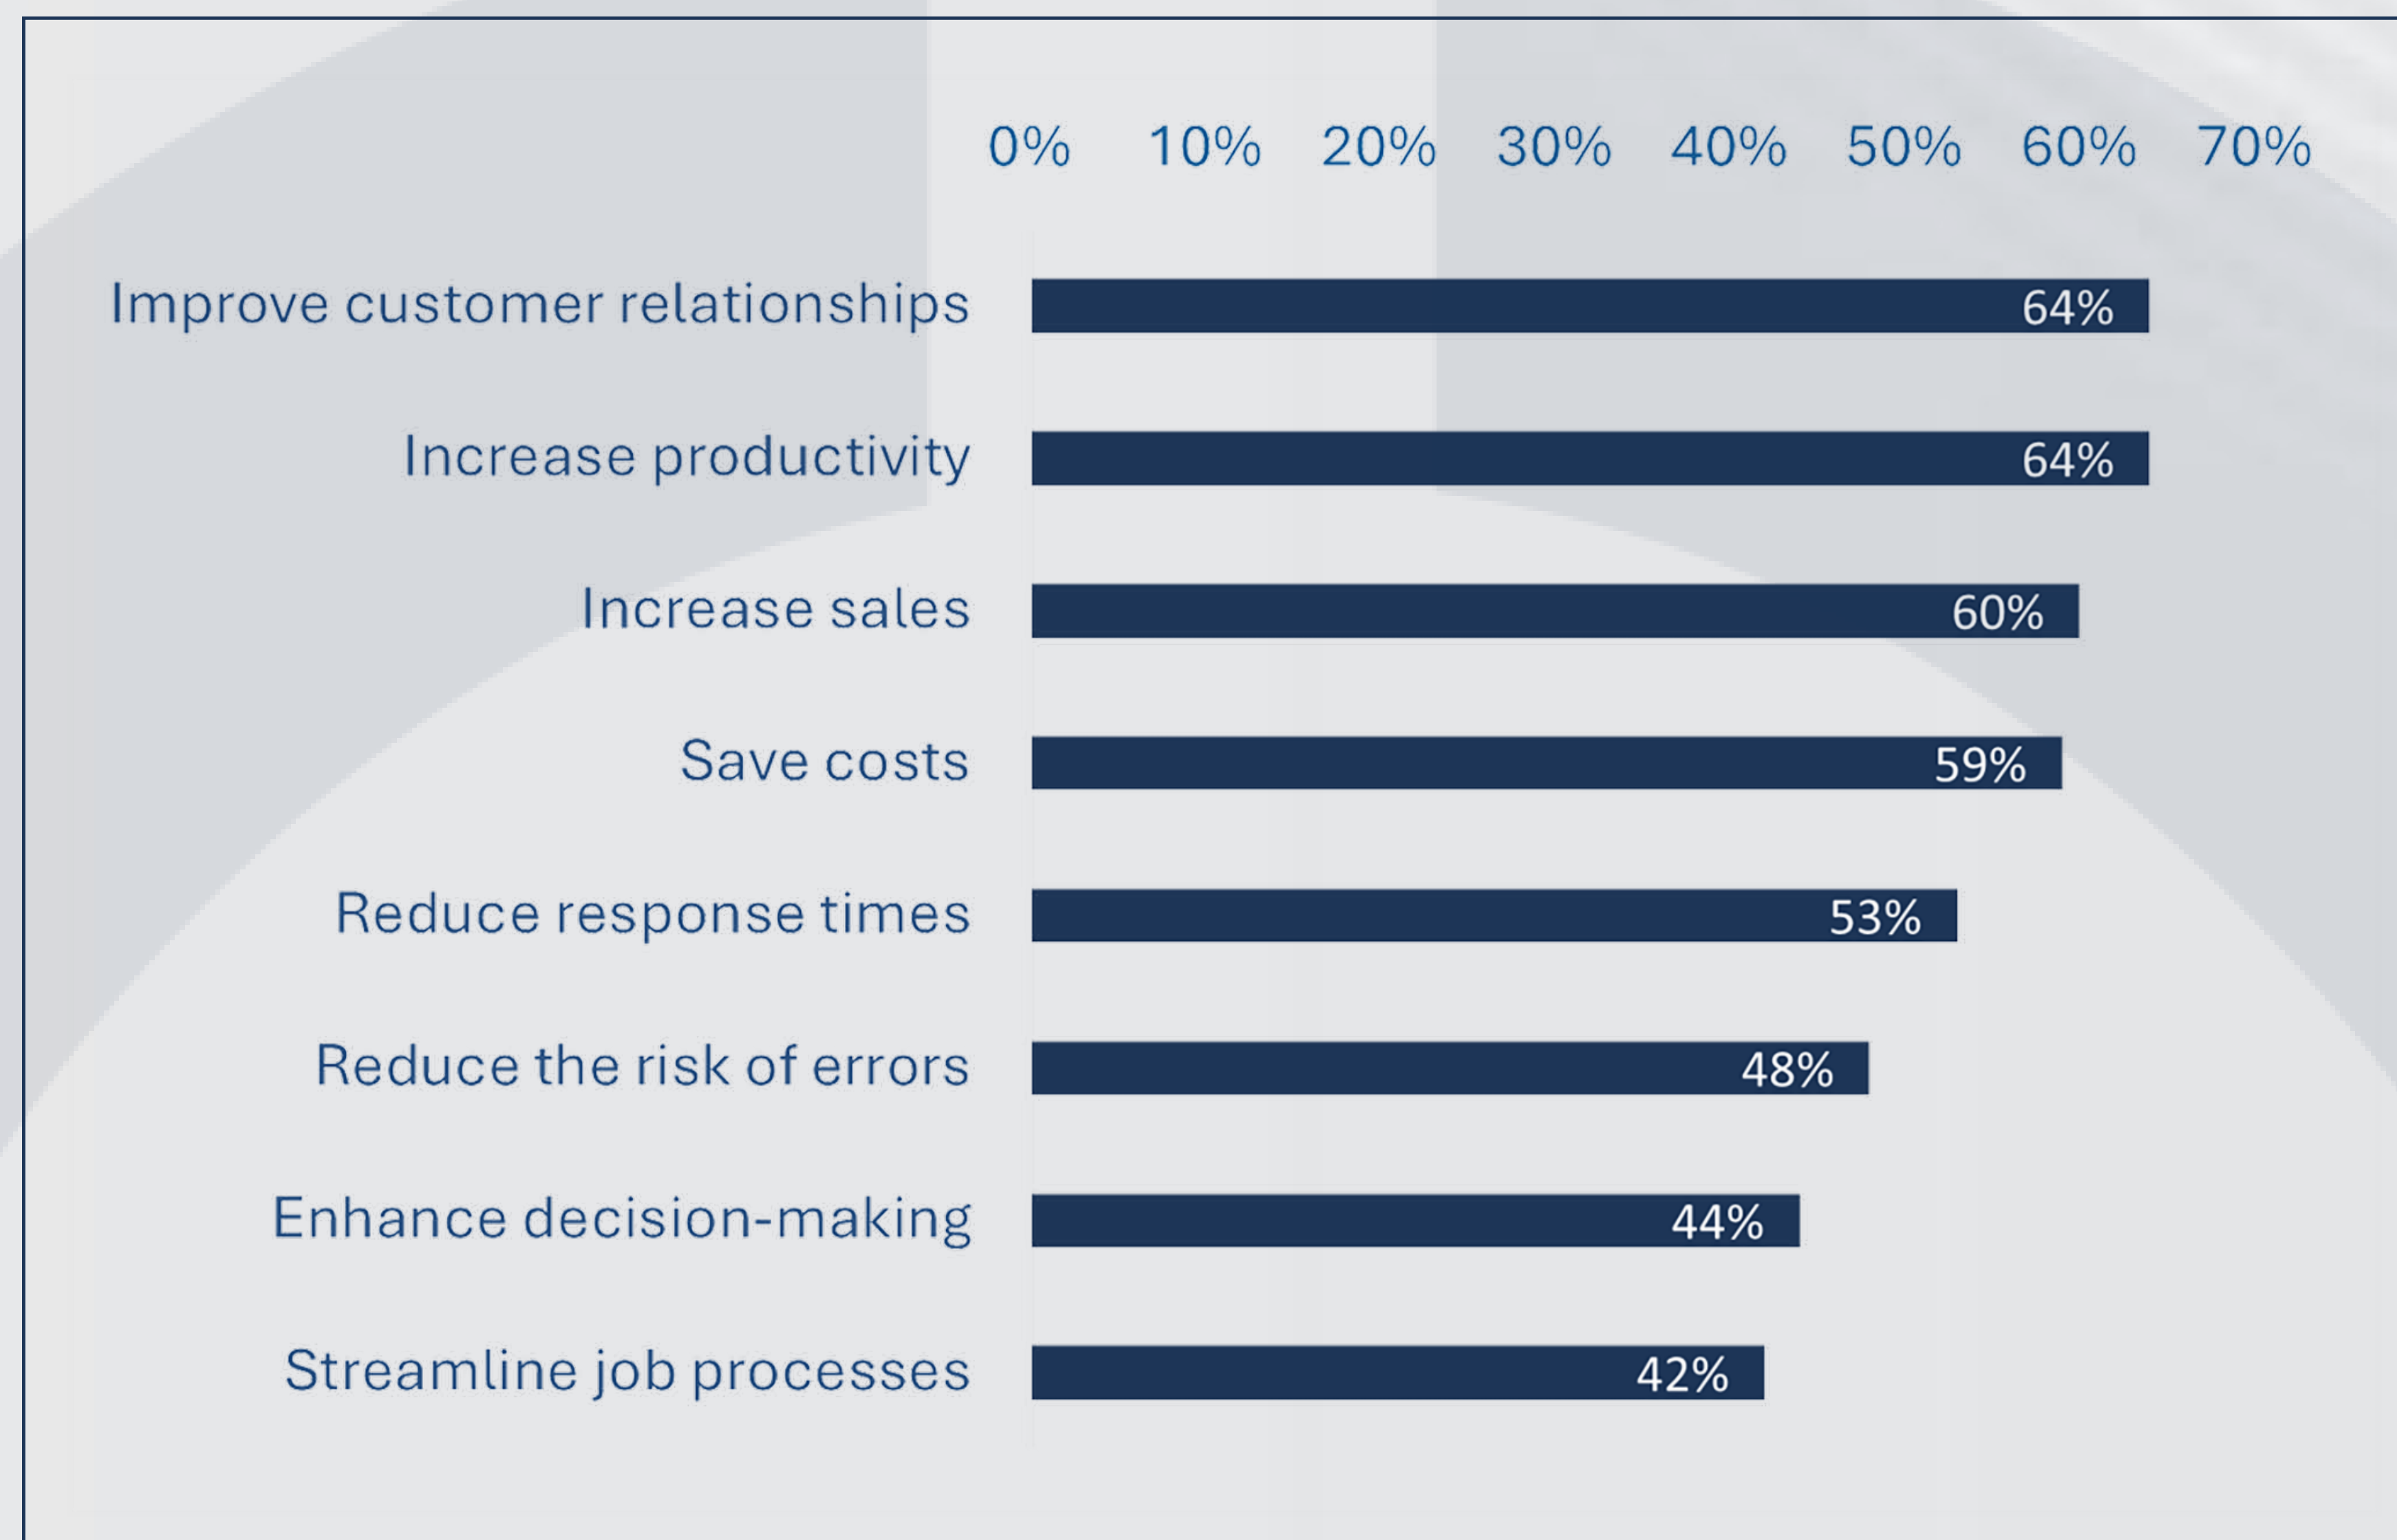 0% 10% 20% 30% 40% 50% 60% 70%
Improve customer relationships 64%
Increase productivity 64%
Increase sales 60%
Save costs 59%
Reduce response times 53%
Reduce the risk of errors 48%
Enhance decision-making 44%
Streamline job processes 42%